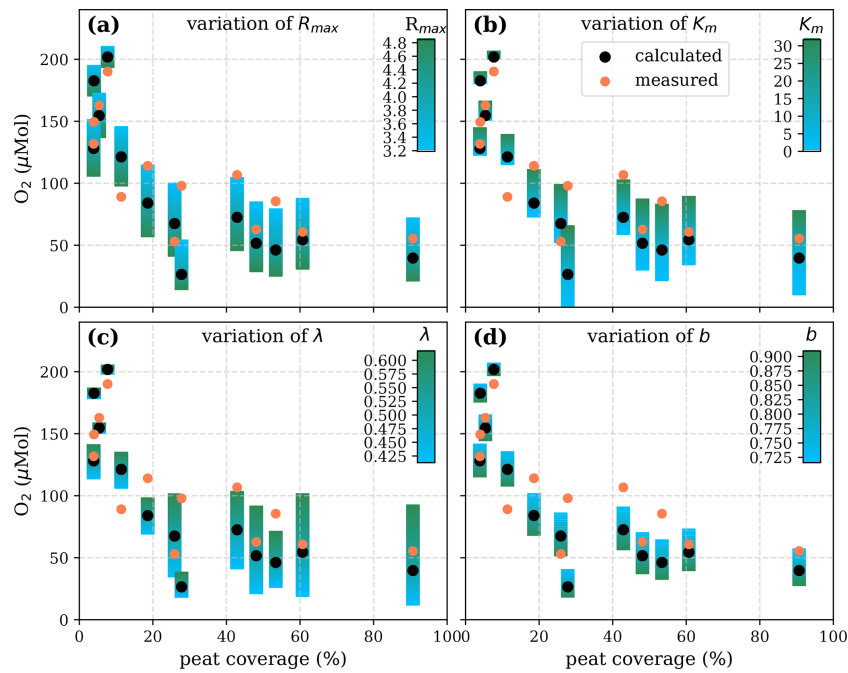 (a) variation of R_max
R_max
4.8
4.6
4.4
4.2
4.0
3.8
3.6
3.4
3.2
200
150
100
50
0
O₂ (μMol)
(b) variation of K_m
K_m
calculated
measured
30
25
20
15
10
5
0
(c) variation of λ
λ
0.600
0.575
0.550
0.525
0.500
0.475
0.450
0.425
200
150
100
50
0
O₂ (μMol)
0 20 40 60 80 100
peat coverage (%)
(d) variation of b
b
0.900
0.875
0.850
0.825
0.800
0.775
0.750
0.725
0 20 40 60 80 100
peat coverage (%)